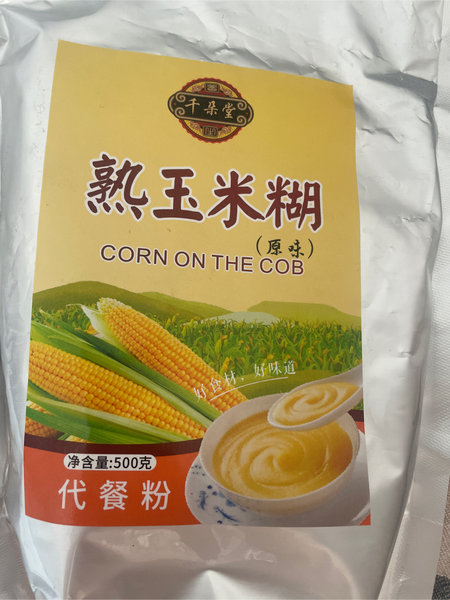 千朵堂
熟玉米糊
(原味)
CORN ON THE COB
好食材，好味道
净含量:500克
代餐粉